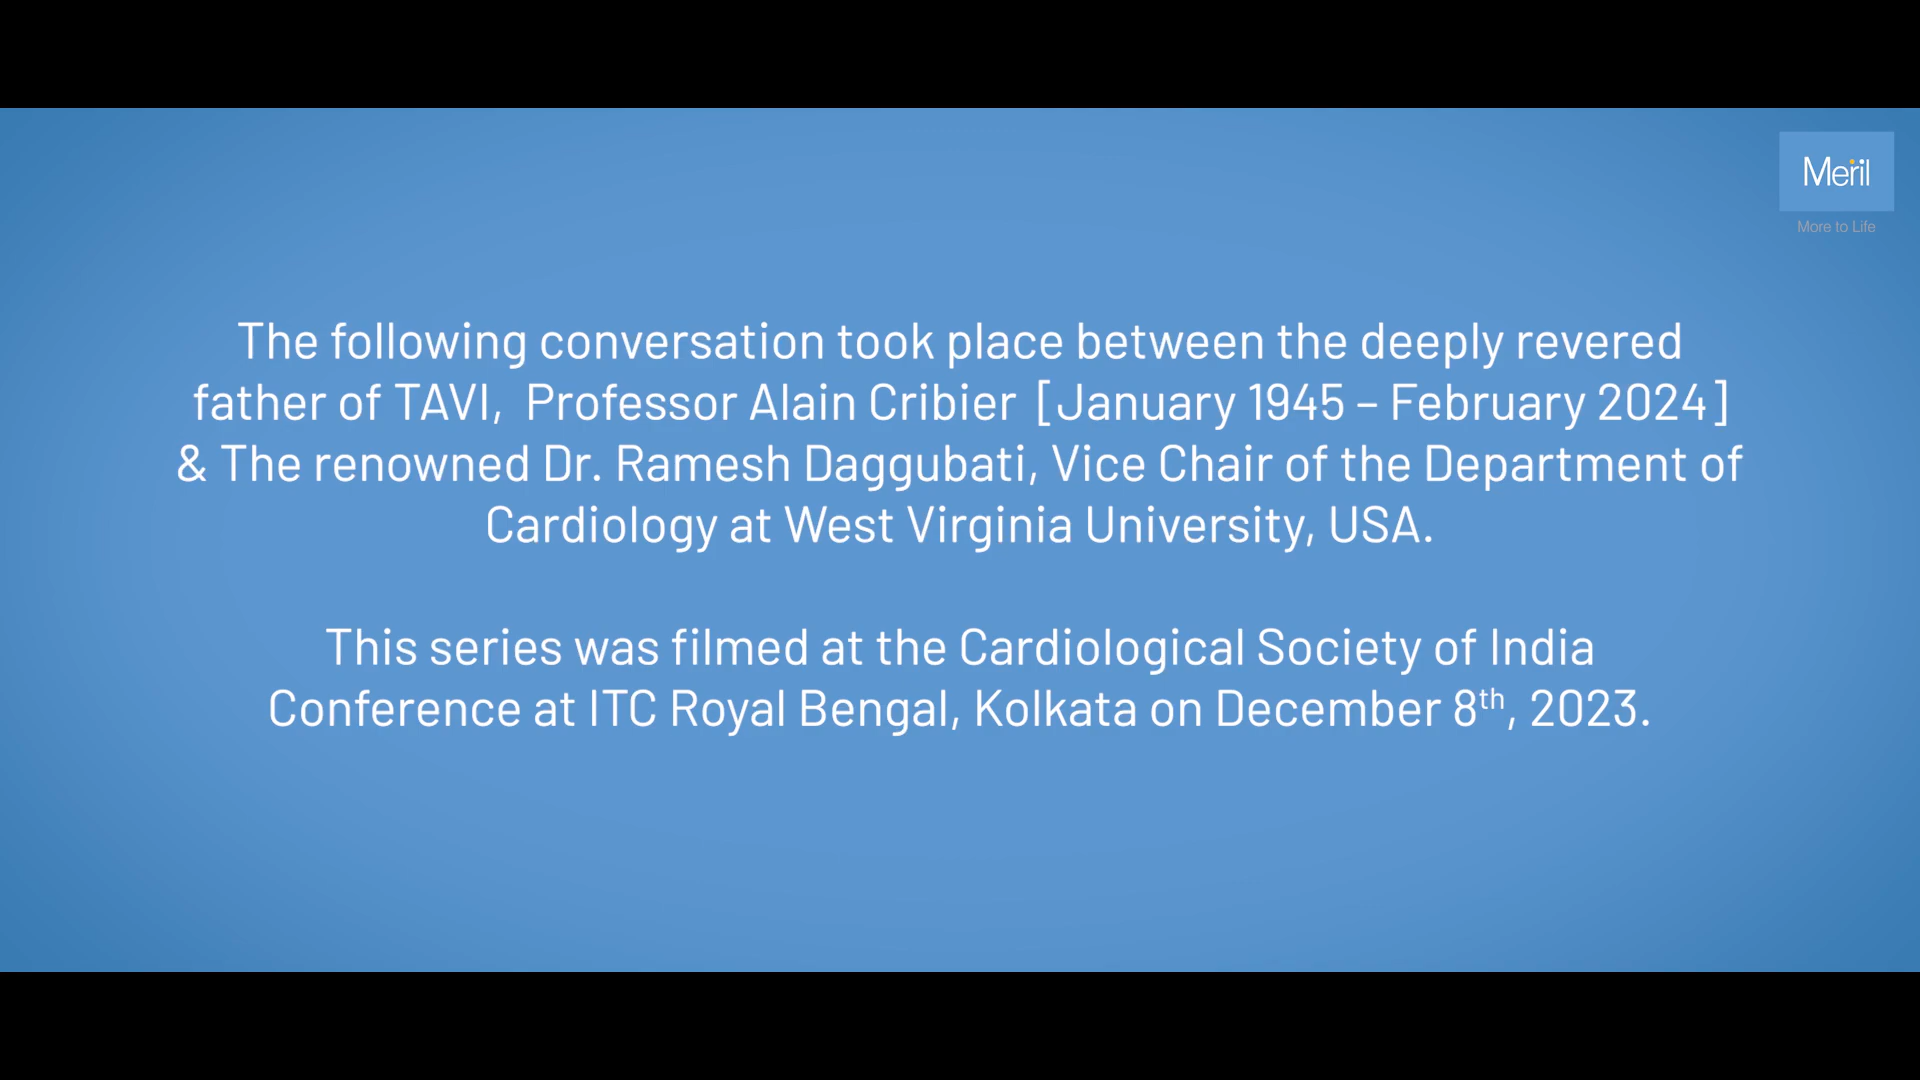 Meril
More to Life
The following conversation took place between the deeply revered
father of TAVI, Professor Alain Cribier [January 1945 – February 2024]
& The renowned Dr. Ramesh Daggubati, Vice Chair of the Department of
Cardiology at West Virginia University, USA.
This series was filmed at the Cardiological Society of India
Conference at ITC Royal Bengal, Kolkata on December 8th, 2023.